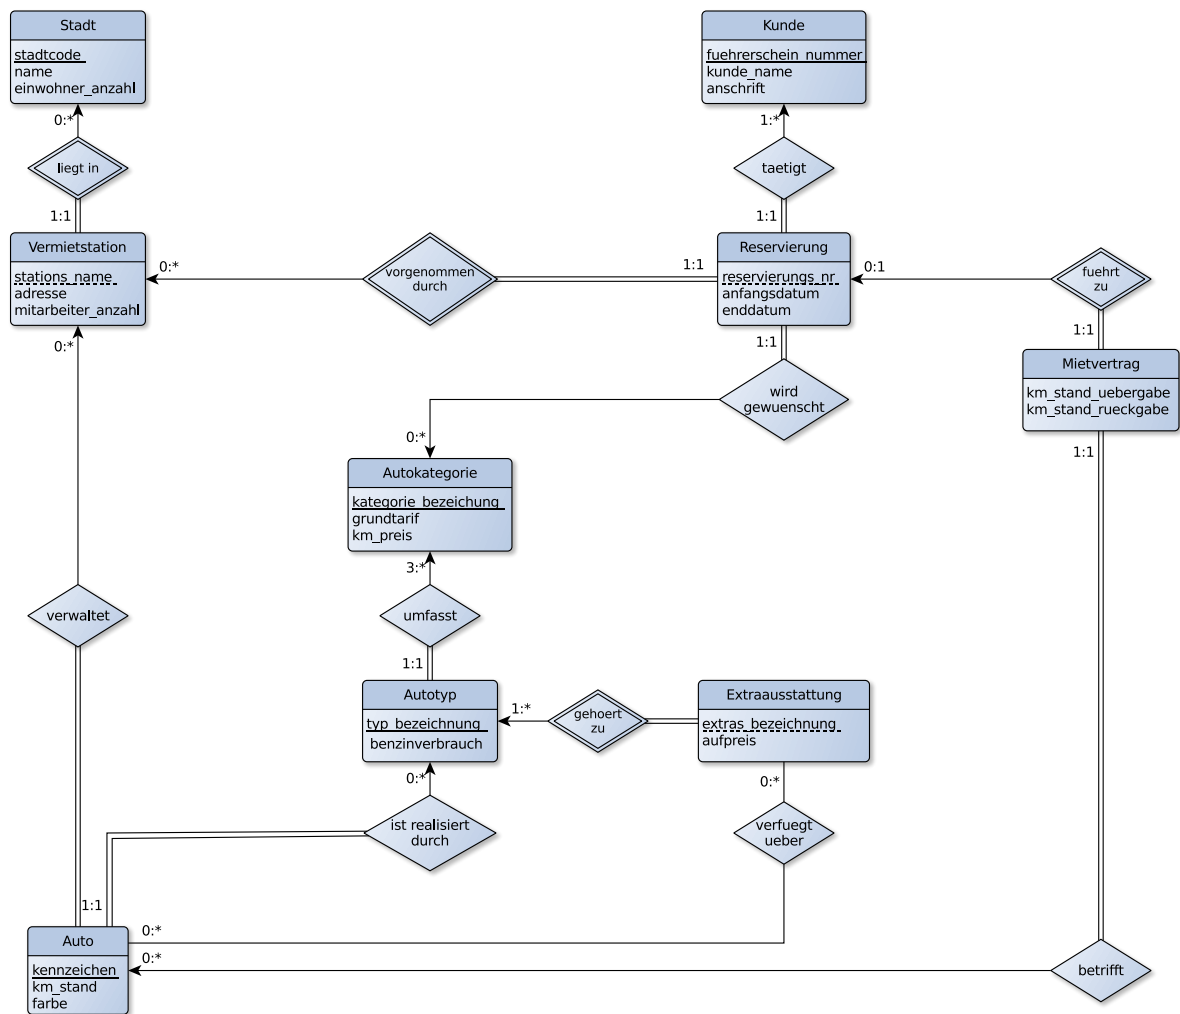 Stadt
stadtcode
name
einwohner_anzahl
0:*
liegt in
1:1
Kunde
fuehrerschein_nummer
kunde_name
anschrift
1:*
taetigt
1:1
Vermietstation
stations_name
adresse
mitarbeiter_anzahl
0:*
vorgenommen
durch
1:1
Reservierung
reservierungs_nr
anfangsdatum
enddatum
0:1
fuehrt
zu
1:1
Mietvertrag
km_stand_uebergabe
km_stand_rueckgabe
1:1
0:*
1:1
wird
gewuenscht
0:*
Autokategorie
kategorie_bezeichung
grundtarif
km_preis
3:*
umfasst
1:1
verwaltet
Autotyp
typ_bezeichnung
benzinverbrauch
1:*
gehoert
zu
Extraausstattung
extras_bezeichnung
aufpreis
0:*
ist realisiert
durch
0:*
verfuegt
ueber
1:1
Auto
kennzeichen
km_stand
farbe
0:*
0:*
betrifft